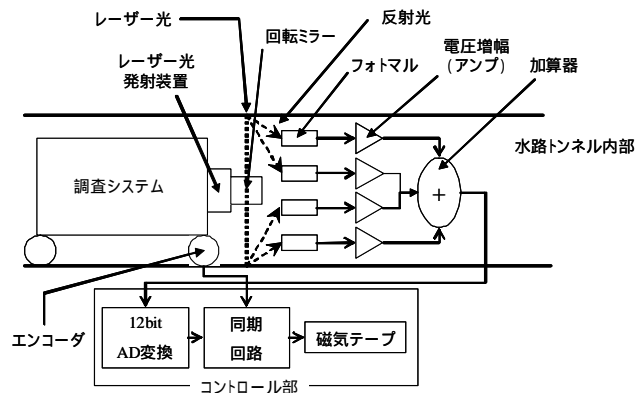 レーザー光
回転ミラー
反射光
レーザー光
発射装置
フォトマル
電圧増幅
(アンプ)
加算器
水路トンネル内部
調査システム
+
エンコーダ
12bit
AD変換
同期
回路
磁気テープ
コントロール部